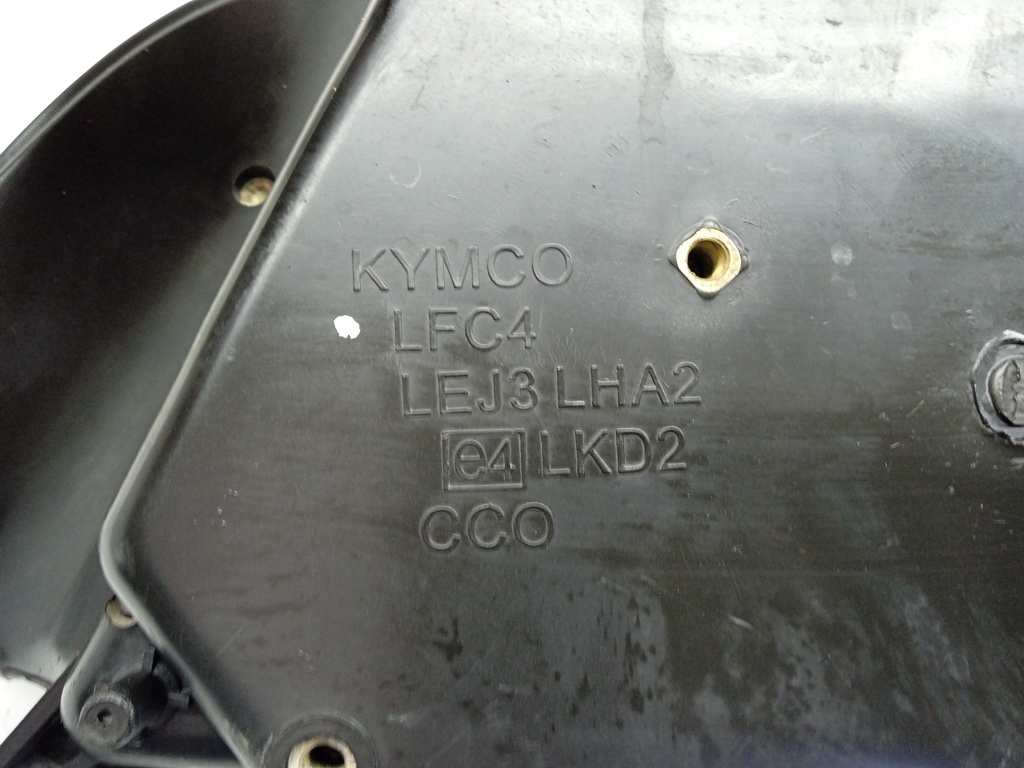 KYMCO
LFC4
LEJ3 LHA2
e4 LKD2
CCO